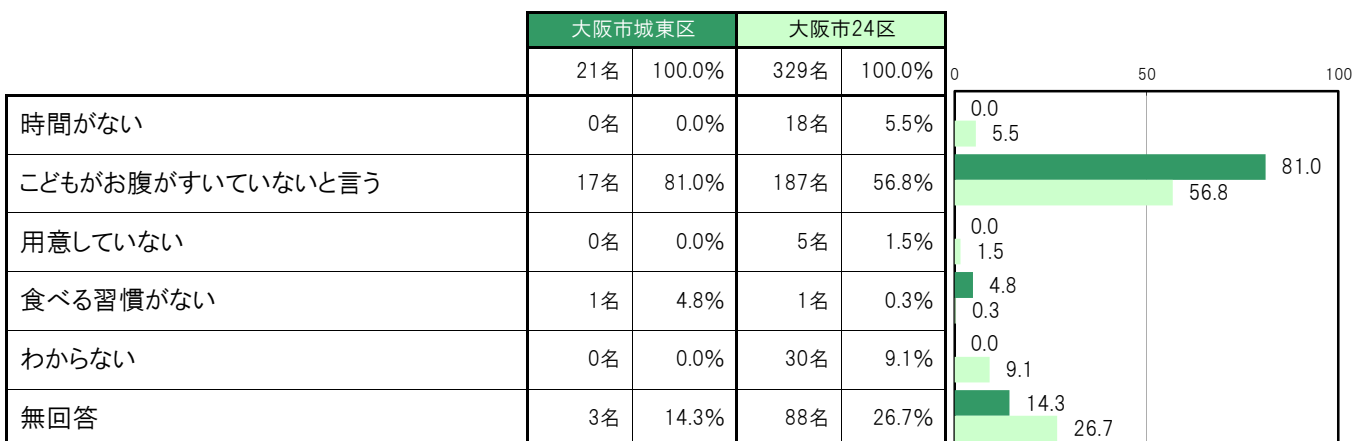 大阪市城東区 大阪市24区
21名 100.0% 329名 100.0% 0 50 100
時間がない 0名 0.0% 18名 5.5% 0.0
5.5
こどもがお腹がすいていないと言う 17名 81.0% 187名 56.8% 81.0
56.8
用意していない 0名 0.0% 5名 1.5% 0.0
1.5
食べる習慣がない 1名 4.8% 1名 0.3% 4.8
0.3
わからない 0名 0.0% 30名 9.1% 0.0
9.1
無回答 3名 14.3% 88名 26.7% 14.3
26.7